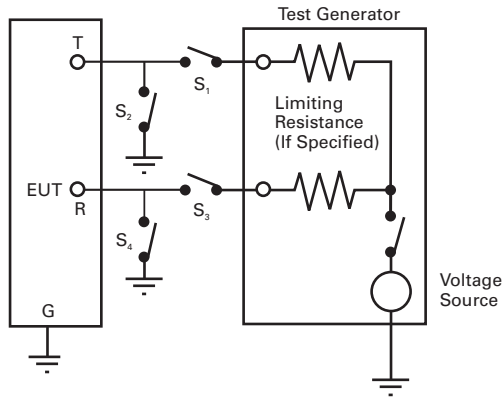 Test Generator
T
S1
S2
Limiting
Resistance
(If Specified)
EUT
R
S3
S4
Voltage
Source
G